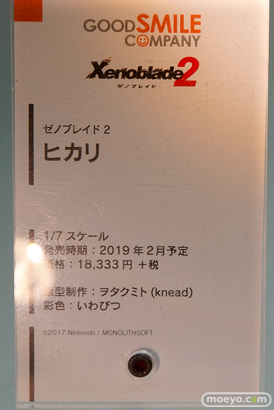 GOODSMILE
COMPANY
Xenoblade2
ゼノブレイド
ゼノブレイド2
ヒカリ
1/7 スケール
発売時期：2019年2月予定
価格：18,333円+税
原型制作：ヲタクミト (knead)
彩色：いわびつ
©2017 Nintendo / MONOLITHSOFT
moeyo.com